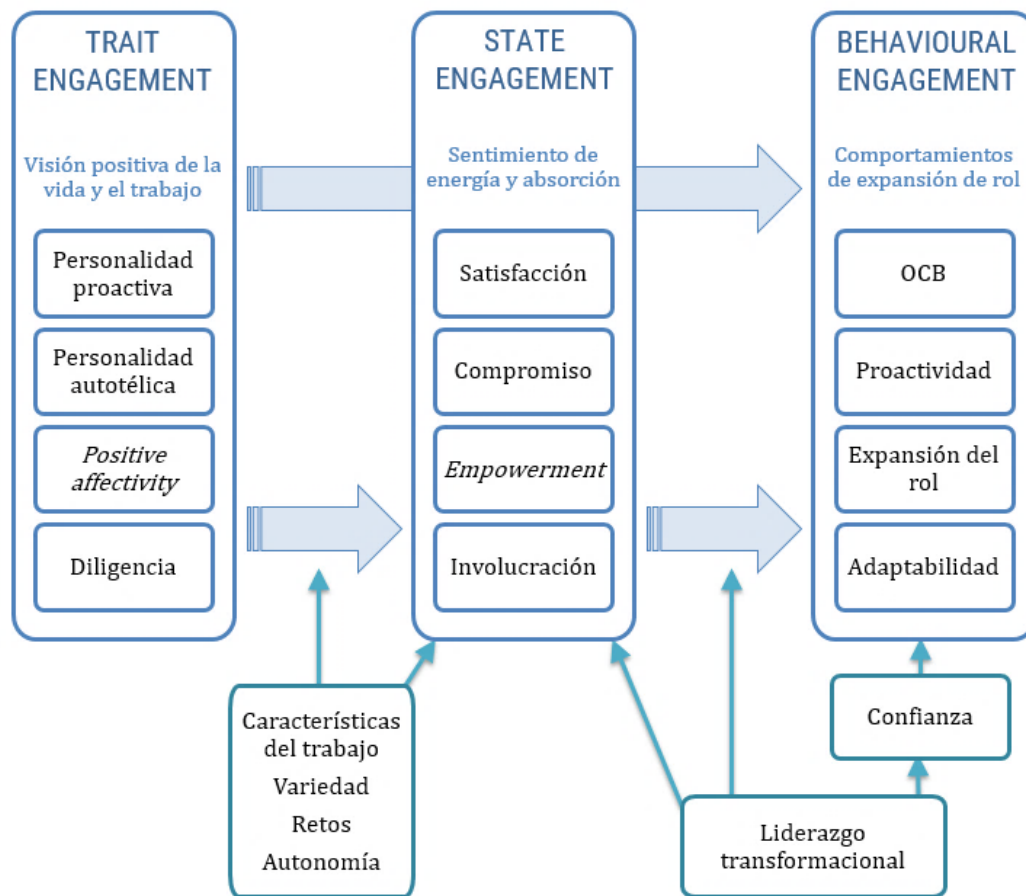 TRAIT
ENGAGEMENT
Visión positiva de la
vida y el trabajo
Personalidad
proactiva
Personalidad
autotélica
Positive
affectivity
Diligencia
STATE
ENGAGEMENT
Sentimiento de
energía y absorción
Satisfacción
Compromiso
Empowerment
Involucración
BEHAVIOURAL
ENGAGEMENT
Comportamientos
de expansión de rol
OCB
Proactividad
Expansión del
rol
Adaptabilidad
Característicias
del trabajo
Variedad
Retos
Autonomía
Confianza
Liderazgo
transformacional